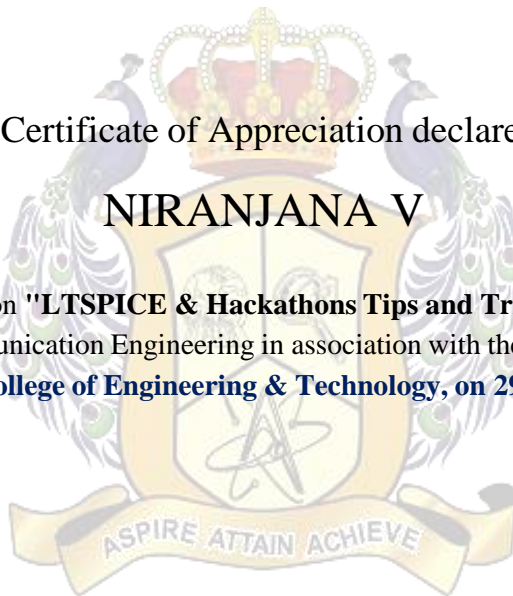 Certificate of Appreciation declare
NIRANJANA V
on "LTSPICE & Hackathons Tips and Tr
unication Engineering in association with the
ollege of Engineering & Technology, on 29
ASPIRE ATTAIN ACHIEVE